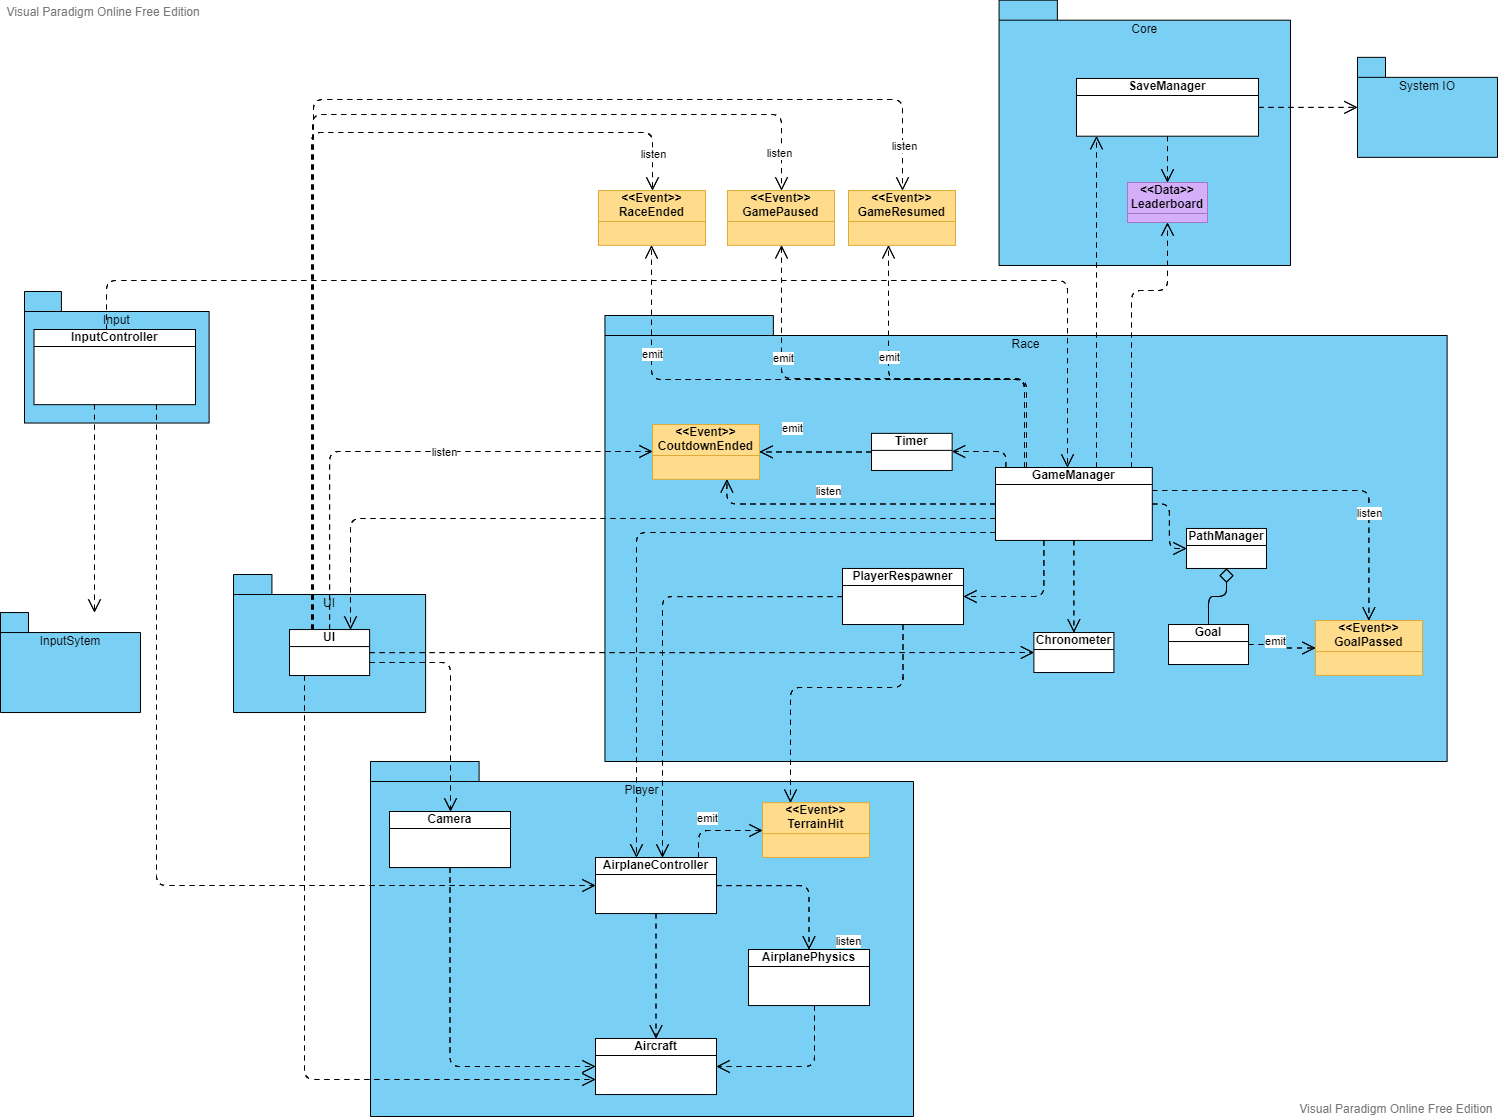 Visual Paradigm Online Free Edition
Core
SaveManager
System IO
<<Data>>
Leaderboard
listen
listen
listen
<<Event>>
RaceEnded
<<Event>>
GamePaused
<<Event>>
GameResumed
Input
InputController
Race
emit
emit
emit
<<Event>>
CoutdownEnded
emit
Timer
listen
GameManager
listen
listen
PathManager
PlayerRespawner
UI
UI
InputSytem
Chronometer
Goal
emit
<<Event>>
GoalPassed
Player
Camera
emit
<<Event>>
TerrainHit
AirplaneController
listen
AirplanePhysics
Aircraft
Visual Paradigm Online Free Edition